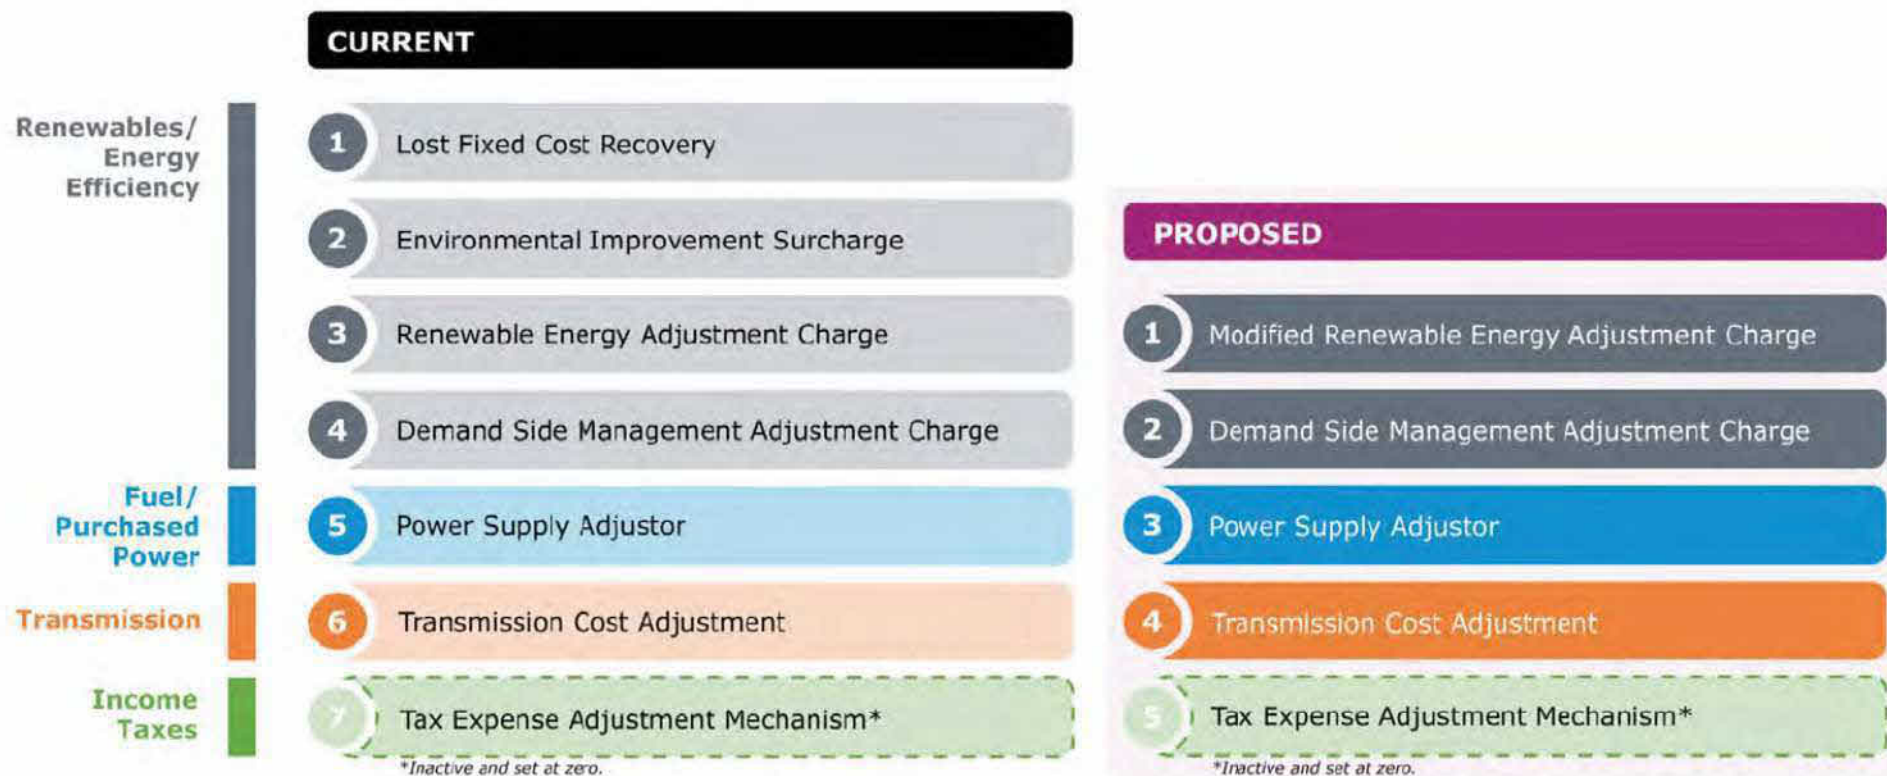 CURRENT
Renewables/
Energy
Efficiency
1 Lost Fixed Cost Recovery
2 Environmental Improvement Surcharge
3 Renewable Energy Adjustment Charge
4 Demand Side Management Adjustment Charge
Fuel/
Purchased
Power
5 Power Supply Adjustor
Transmission
6 Transmission Cost Adjustment
Income
Taxes
7 Tax Expense Adjustment Mechanism*
*Inactive and set at zero.
PROPOSED
1 Modified Renewable Energy Adjustment Charge
2 Demand Side Management Adjustment Charge
3 Power Supply Adjustor
4 Transmission Cost Adjustment
5 Tax Expense Adjustment Mechanism*
*Inactive and set at zero.